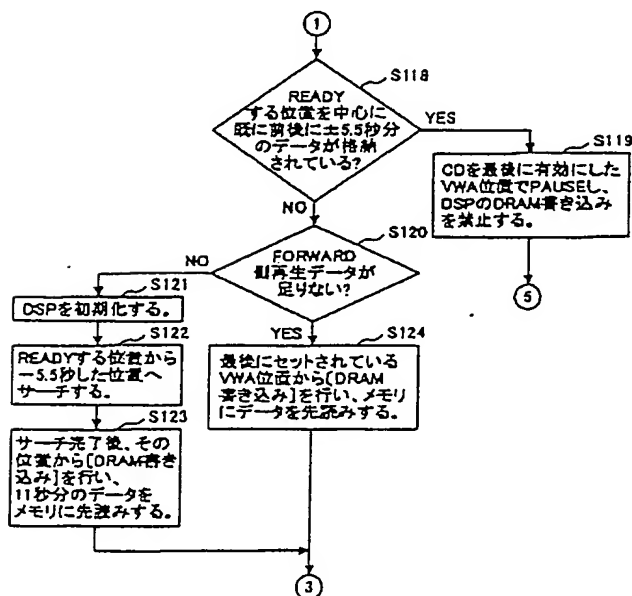 1
S118
READY
する位置を中心に
既に前後に±5.5秒分
のデータが格納
されている?
YES
S119
CDを最後に有効にした
VWA位置でPAUSEし、
DSPのDRAM書き込み
を禁止する。
5
NO
S120
FORWARD
側再生データが
足りない?
NO
S121
DSPを初期化する。
S122
READYする位置から
−5.5秒した位置へ
サーチする。
S123
サーチ完了後、その
位置から[DRAM書き込
み]を行い、
11秒分のデータを
メモリに先読みする。
YES
S124
最後にセットされている
VWA位置から[DRAM
書き込み]を行い、メモリ
にデータを先読みする。
3